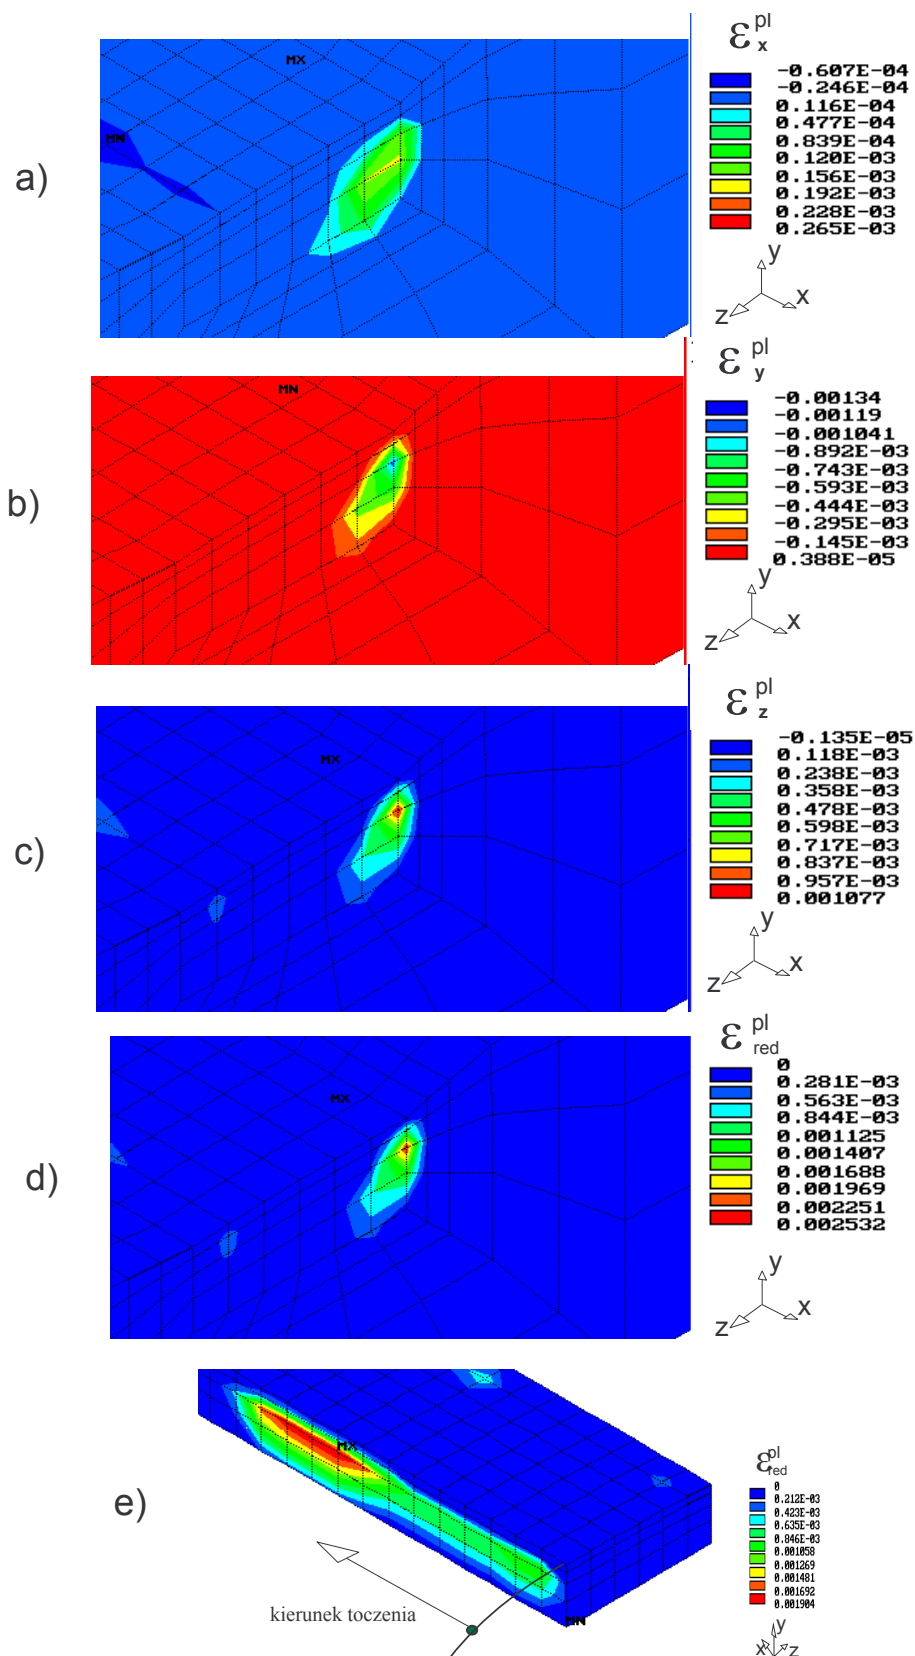 ε pl x
-0.607E-04
-0.246E-04
0.116E-04
0.477E-04
0.839E-04
0.120E-03
0.156E-03
0.192E-03
0.228E-03
0.265E-03
MX
MN
a)
y
x
z
ε pl y
-0.00134
-0.00119
-0.001041
-0.892E-03
-0.743E-03
-0.593E-03
-0.444E-03
-0.295E-03
-0.145E-03
0.388E-05
MN
b)
y
x
z
ε pl z
-0.135E-05
0.118E-03
0.238E-03
0.358E-03
0.478E-03
0.598E-03
0.717E-03
0.837E-03
0.957E-03
0.001077
MX
c)
y
x
z
ε pl red
0
0.281E-03
0.563E-03
0.844E-03
0.001125
0.001407
0.001688
0.001969
0.002251
0.002532
MX
d)
y
x
z
MX
e)
ε pl red
0
0.212E-03
0.423E-03
0.635E-03
0.846E-03
0.001058
0.001269
0.001481
0.001692
0.001904
kierunek toczenia
MN
y
x z